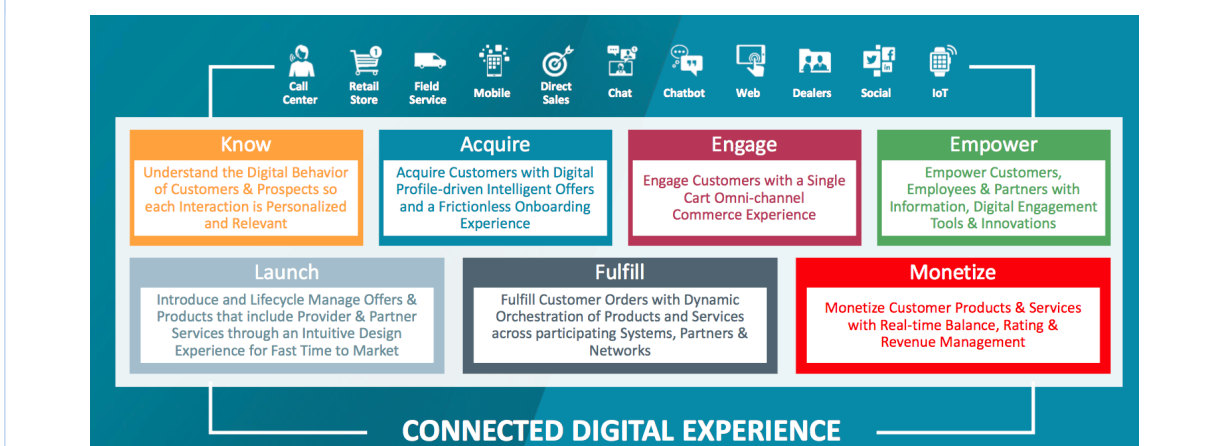 Call
Center
Retail
Store
1
Field
Service
Mobile
Direct
Sales
Chat
Chatbot
Web
Dealers
Social
f
in
IoT
Know
Understand the Digital Behavior
of Customers & Prospects so
each Interaction is Personalized
and Relevant
Acquire
Acquire Customers with Digital
Profile-driven Intelligent Offers
and a Frictionless Onboarding
Experience
Engage
Engage Customers with a Single
Cart Omni-channel
Commerce Experience
Empower
Empower Customers,
Employees & Partners with
Information, Digital Engagement
Tools & Innovations
Launch
Introduce and Lifecycle Manage Offers &
Products that include Provider & Partner
Services through an Intuitive Design
Experience for Fast Time to Market
Fulfill
Fulfill Customer Orders with Dynamic
Orchestration of Products and Services
across participating Systems, Partners &
Networks
Monetize
Monetize Customer Products & Services
with Real-time Balance, Rating &
Revenue Management
CONNECTED DIGITAL EXPERIENCE